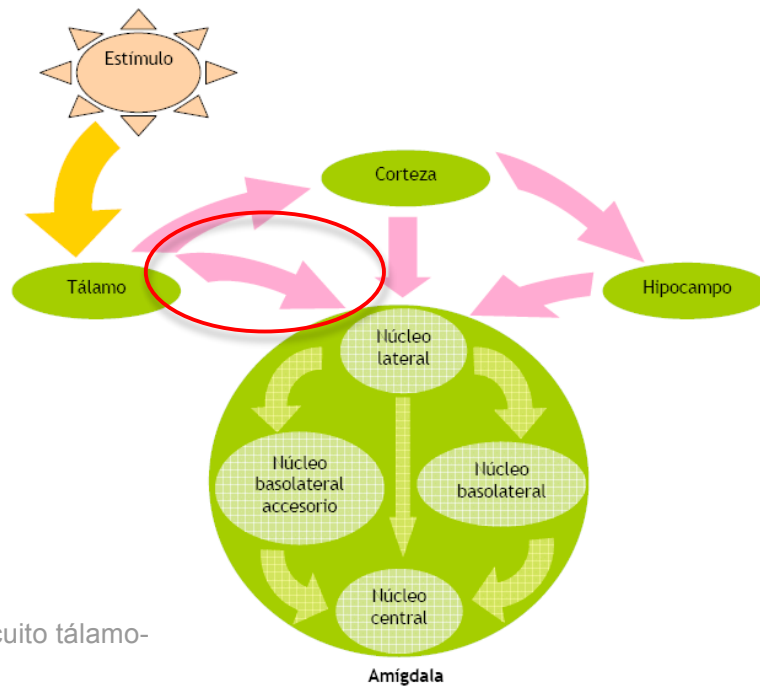 Estímulo
Corteza
Tálamo
Hipocampo
Núcleo
lateral
Núcleo
basolateral
accesorio
Núcleo
basolateral
Núcleo
central
cuito tálamo-
Amígdala